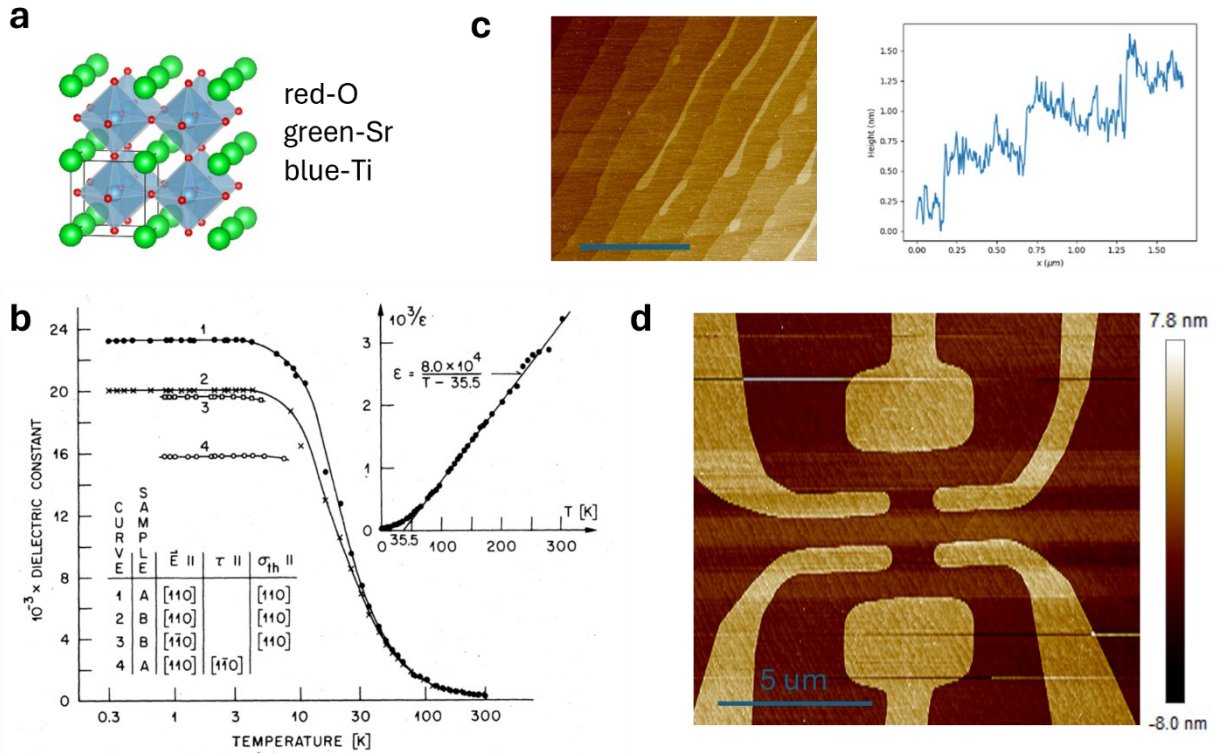 a
red-O
green-Sr
blue-Ti
c
Height (nm)
1.50
1.25
1.00
0.75
0.50
0.25
0.00
0.00 0.25 0.50 0.75 1.00 1.25 1.50
x (μm)
b
10⁻³ × DIELECTRIC CONSTANT
24
20
16
12
8
4
0
0.3 1 3 10 30 100 300
TEMPERATURE [K]
1
2
3
4
CURVE SAMPLE E⃗ || τ || σth ||
1 A [110] [110]
2 B [110] [110]
3 B [11̄0] [110]
4 A [110] [11̄0]
10³/ε
4
3
2
1
0
ε = 8.0 × 10⁴
T − 35.5
T [K]
0 100 200 300
35.5
d
5 um
7.8 nm
-8.0 nm